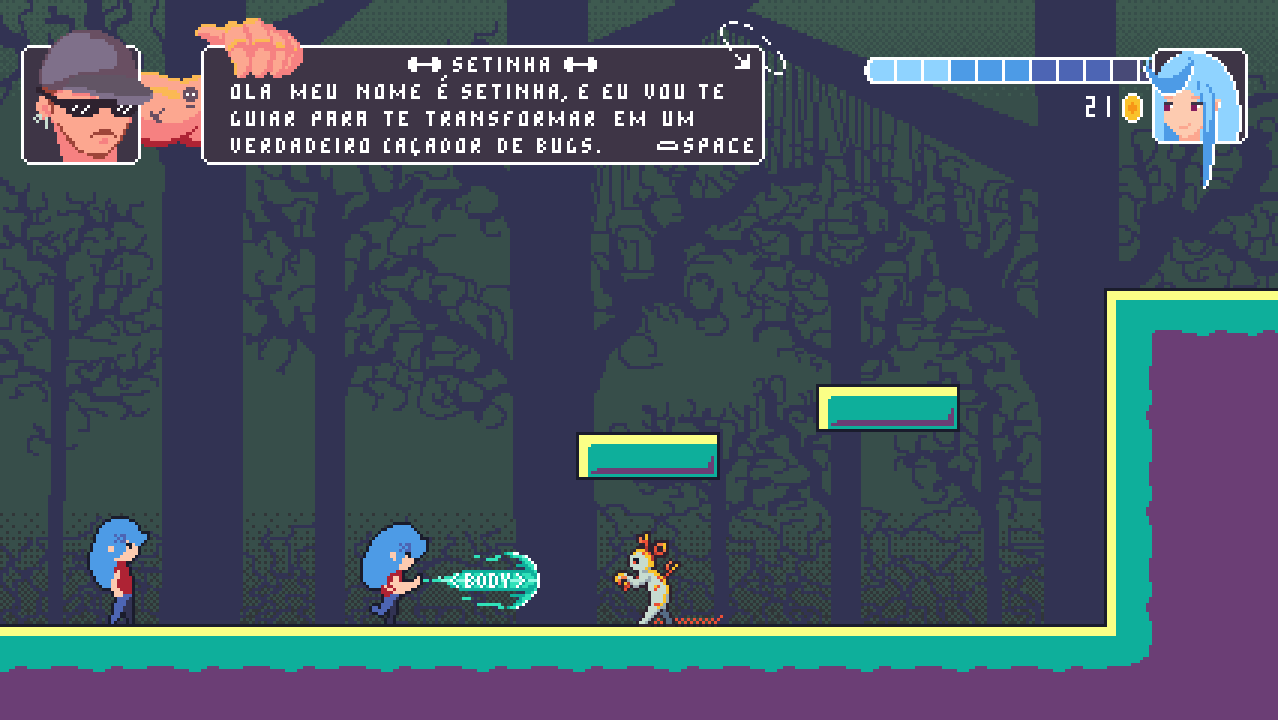 SETINHA
OLA MEU NOME É SETINHA, E EU VOU TE
GUIAR PARA TE TRANSFORMAR EM UM
VERDADEIRO CAÇADOR DE BUGS.
SPACE
21
<BODY>